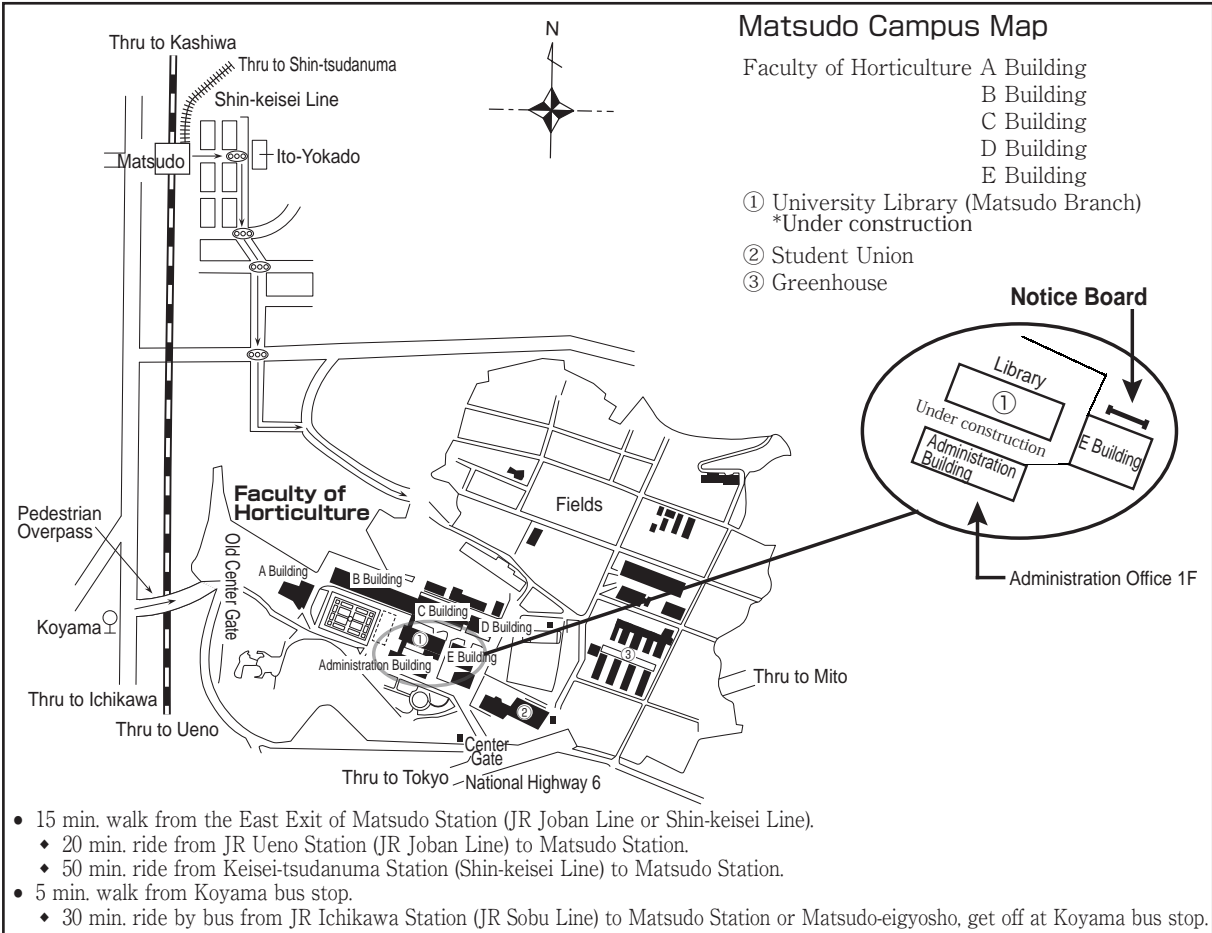 Matsudo Campus Map
N
Thru to Kashiwa
Thru to Shin-tsudanuma
Shin-keisei Line
Matsudo
Ito-Yokado
Faculty of Horticulture A Building
B Building
C Building
D Building
E Building
① University Library (Matsudo Branch)
*Under construction
② Student Union
③ Greenhouse
Notice Board
Library
①
Under construction
Administration
Building
E Building
Administration Office 1F
Fields
Faculty of
Horticulture
Pedestrian
Overpass
Old Center Gate
A Building
B Building
C Building
D Building
①
E Building
Administration Building
Koyama
③
②
Thru to Mito
Thru to Ichikawa
Thru to Ueno
Center
Gate
Thru to Tokyo
National Highway 6
• 15 min. walk from the East Exit of Matsudo Station (JR Joban Line or Shin-keisei Line).
◆ 20 min. ride from JR Ueno Station (JR Joban Line) to Matsudo Station.
◆ 50 min. ride from Keisei-tsudanuma Station (Shin-keisei Line) to Matsudo Station.
• 5 min. walk from Koyama bus stop.
◆ 30 min. ride by bus from JR Ichikawa Station (JR Sobu Line) to Matsudo Station or Matsudo-eigyosho, get off at Koyama bus stop.